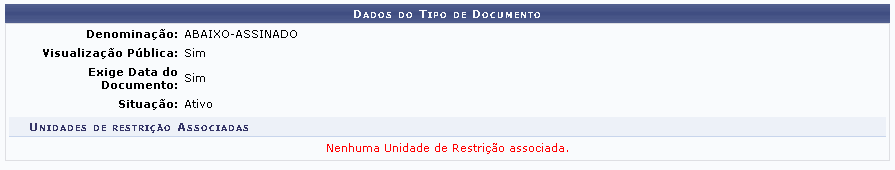 Dados do Tipo de Documento
Denominação: ABAIXO-ASSINADO
Visualização Pública: Sim
Exige Data do
Documento: Sim
Situação: Ativo
Unidades de restrição Associadas
Nenhuma Unidade de Restrição associada.